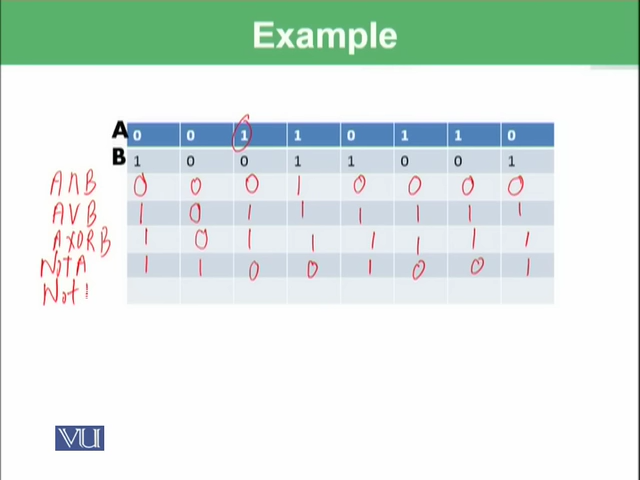 Example
A 0 0 1 1 0 1 1 0
B 1 0 0 1 1 0 0 1
A∧B 0 0 0 1 0 0 0 0
A∨B 1 0 1 1 1 1 1 1
A XOR B 1 0 1 1 1 1 1 1
Not A 1 1 0 0 1 0 0 1
Not
VU